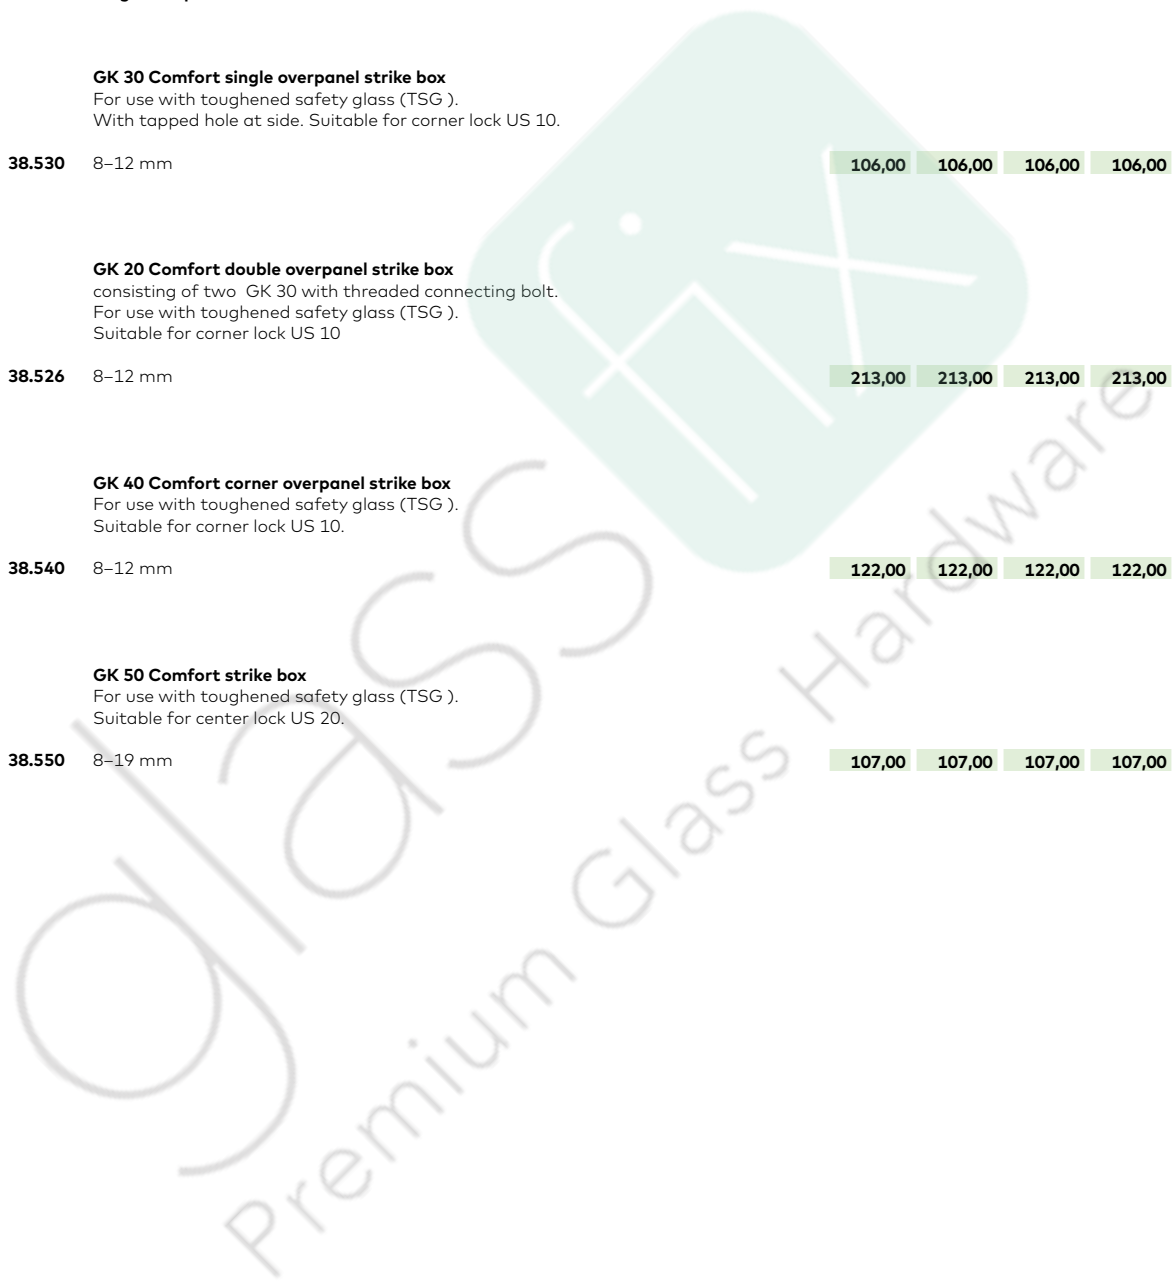 GK 30 Comfort single overpanel strike box
For use with toughened safety glass (TSG ).
With tapped hole at side. Suitable for corner lock US 10.
38.530 8–12 mm 106,00 106,00 106,00 106,00
GK 20 Comfort double overpanel strike box
consisting of two GK 30 with threaded connecting bolt.
For use with toughened safety glass (TSG ).
Suitable for corner lock US 10
38.526 8–12 mm 213,00 213,00 213,00 213,00
GK 40 Comfort corner overpanel strike box
For use with toughened safety glass (TSG ).
Suitable for corner lock US 10.
38.540 8–12 mm 122,00 122,00 122,00 122,00
GK 50 Comfort strike box
For use with toughened safety glass (TSG ).
Suitable for center lock US 20.
38.550 8–19 mm 107,00 107,00 107,00 107,00
glass fix
Premium Glass Hardware